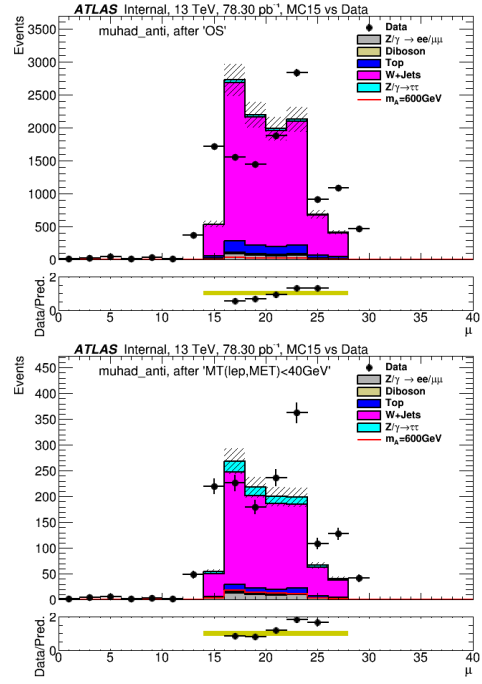 ATLAS Internal, 13 TeV, 78.30 pb⁻¹, MC15 vs Data
Events
muhad_anti, after 'OS'
Data
Z/γ → ee/μμ
Diboson
Top
W+Jets
Z/γ→ττ
m_A=600GeV
3500
3000
2500
2000
1500
1000
500
0
Data/Pred.
2
0
0 5 10 15 20 25 30 35 40
μ
ATLAS Internal, 13 TeV, 78.30 pb⁻¹, MC15 vs Data
Events
muhad_anti, after 'MT(lep,MET)<40GeV'
Data
Z/γ → ee/μμ
Diboson
Top
W+Jets
Z/γ→ττ
m_A=600GeV
450
400
350
300
250
200
150
100
50
0
Data/Pred.
2
0
0 5 10 15 20 25 30 35 40
μ